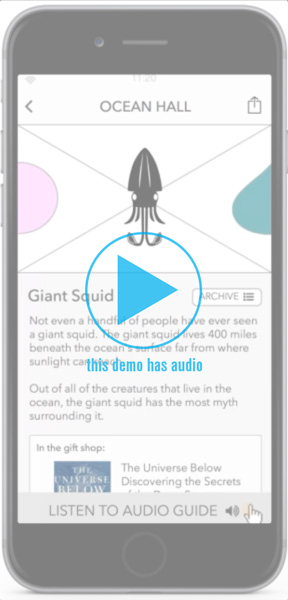 11:20
OCEAN HALL
Giant Squid
ARCHIVE
Not even a handful of people have ever seen
a giant squid. The giant squid lives 400 miles
beneath the ocean's surface far from where
sunlight can
this demo has audio
Out of all of the creatures that live in the
ocean, the giant squid has the most myth
surrounding it.
In the gift shop:
THE
UNIVERSE
BELOW
The Universe Below
Discovering the Secrets
LISTEN TO AUDIO GUIDE